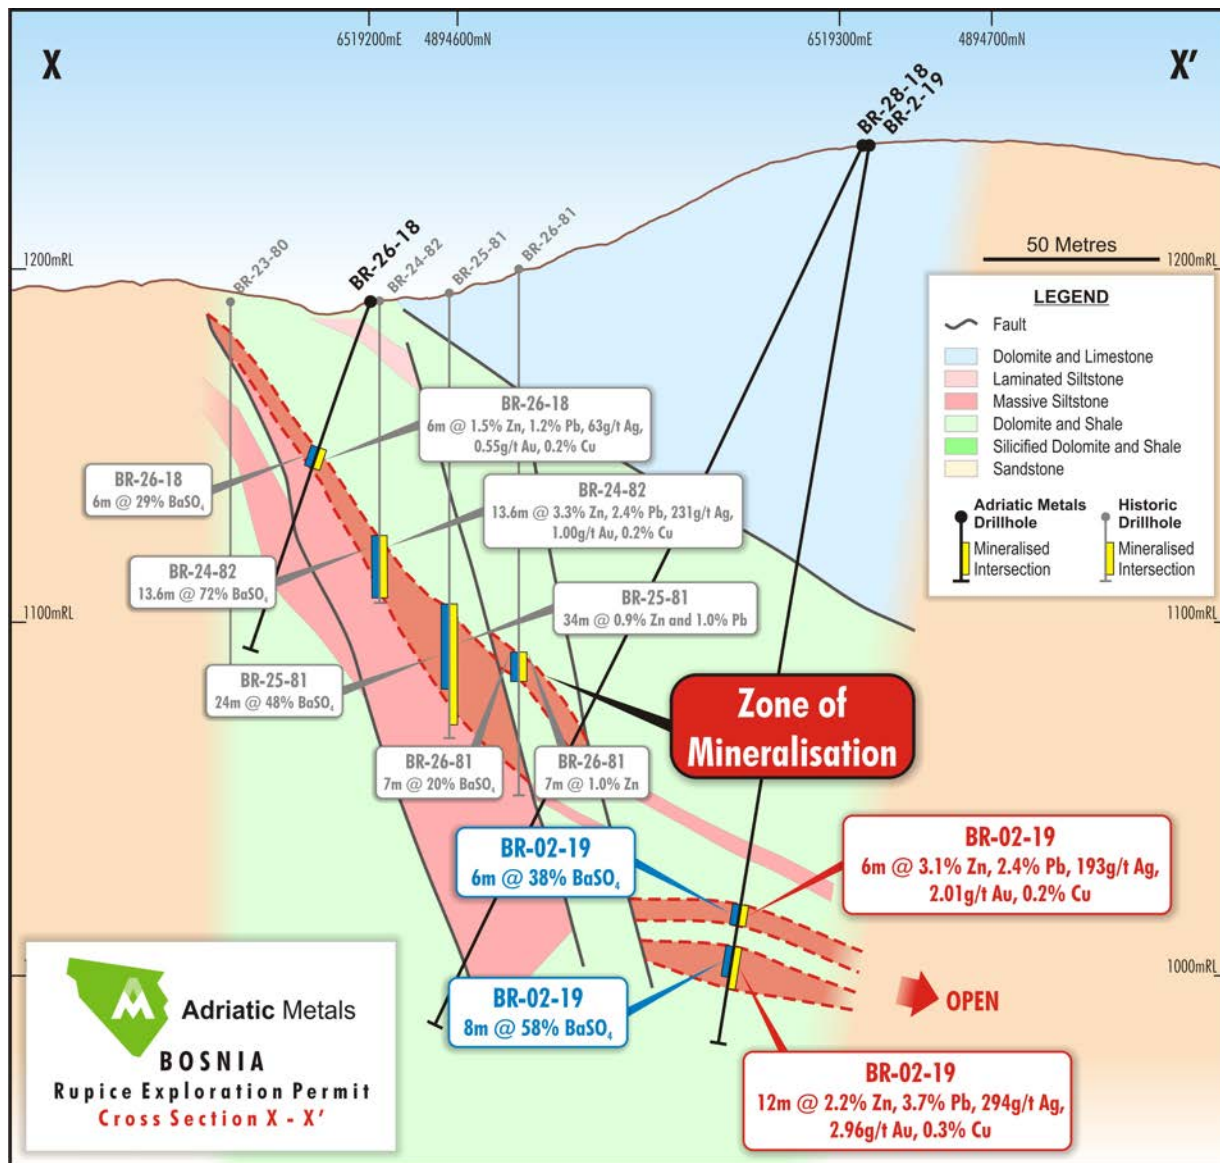 6519200mE
4894600mN
6519300mE
4894700mN
X
X'
BR-28-18
BR-2-19
BR-23-80
BR-26-18
BR-24-82
BR-25-81
BR-26-81
1200mRL
50 Metres
1200mRL
LEGEND
Fault
Dolomite and Limestone
Laminated Siltstone
Massive Siltstone
Dolomite and Shale
Silicified Dolomite and Shale
Sandstone
Adriatic Metals
Drillhole
Mineralised
Intersection
Historic
Drillhole
Mineralised
Intersection
BR-26-18
6m @ 1.5% Zn, 1.2% Pb, 63g/t Ag,
0.55g/t Au, 0.2% Cu
BR-26-18
6m @ 29% BaSO₄
BR-24-82
13.6m @ 3.3% Zn, 2.4% Pb, 231g/t Ag,
1.00g/t Au, 0.2% Cu
BR-24-82
13.6m @ 72% BaSO₄
BR-25-81
34m @ 0.9% Zn and 1.0% Pb
1100mRL
1100mRL
BR-25-81
24m @ 48% BaSO₄
Zone of
Mineralisation
BR-26-81
7m @ 20% BaSO₄
BR-26-81
7m @ 1.0% Zn
BR-02-19
6m @ 38% BaSO₄
BR-02-19
6m @ 3.1% Zn, 2.4% Pb, 193g/t Ag,
2.01g/t Au, 0.2% Cu
1000mRL
BR-02-19
8m @ 58% BaSO₄
OPEN
BR-02-19
12m @ 2.2% Zn, 3.7% Pb, 294g/t Ag,
2.96g/t Au, 0.3% Cu
Adriatic Metals
BOSNIA
Rupice Exploration Permit
Cross Section X - X'